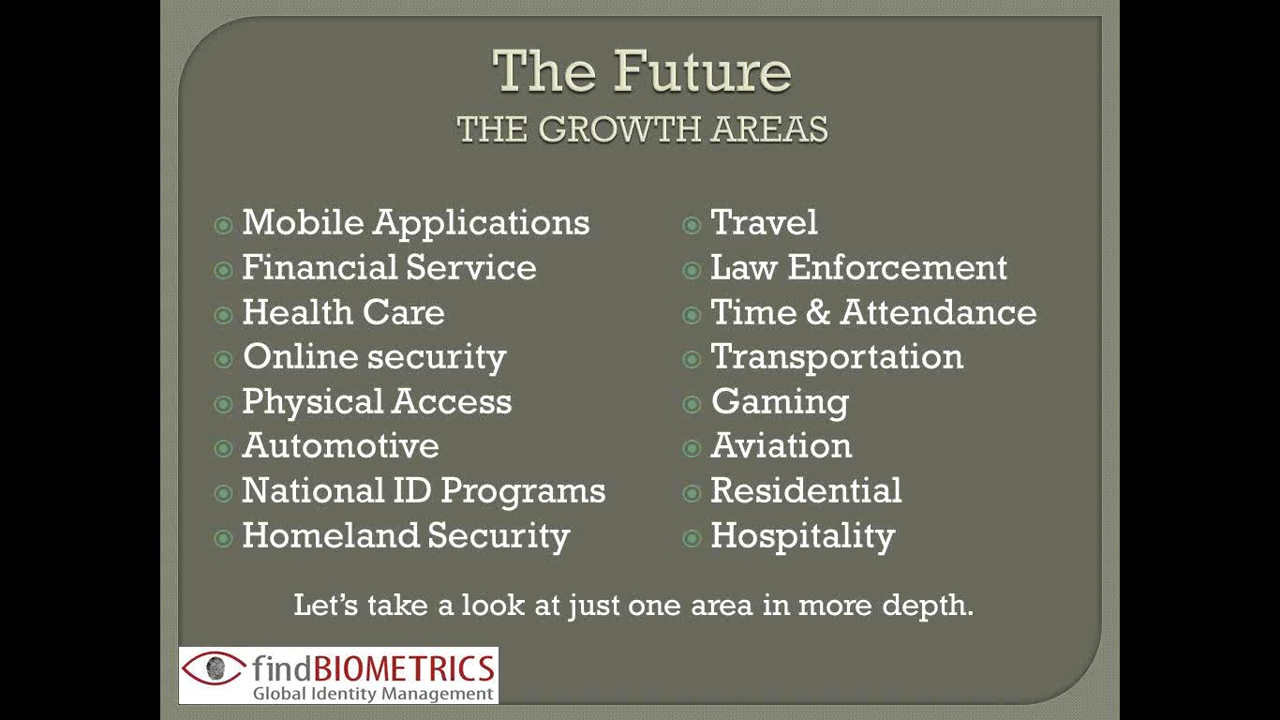 The Future
THE GROWTH AREAS
Mobile Applications
Financial Service
Health Care
Online security
Physical Access
Automotive
National ID Programs
Homeland Security
Travel
Law Enforcement
Time & Attendance
Transportation
Gaming
Aviation
Residential
Hospitality
Let's take a look at just one area in more depth.
findBIOMETRICS
Global Identity Management